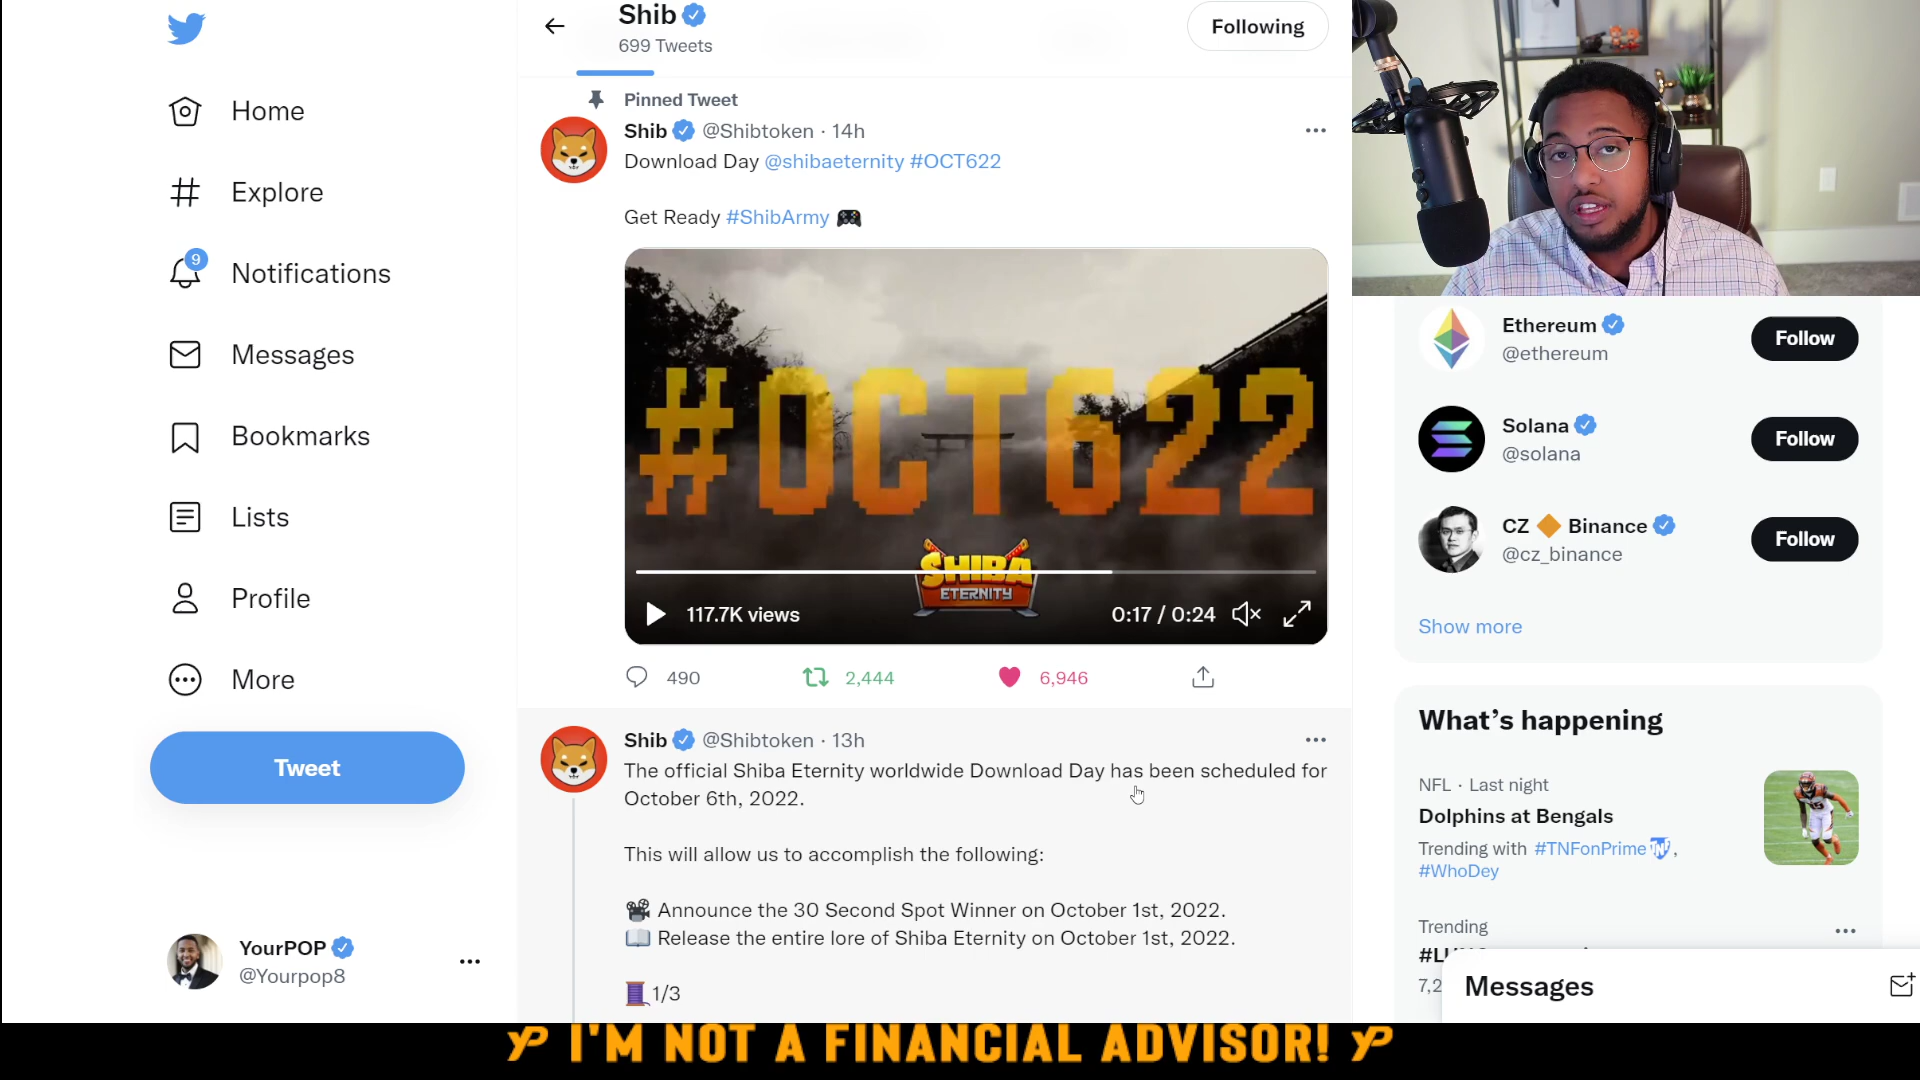 Home
Explore
9
Notifications
Messages
Bookmarks
Lists
Profile
More
Tweet
YourPOP
@Yourpop8
Shib
699 Tweets
Following
Pinned Tweet
Shib @Shibtoken · 14h
Download Day @shibaeternity #OCT622
Get Ready #ShibArmy
#OCT622
SHIBA
ETERNITY
117.7K views
0:17 / 0:24
490
2,444
6,946
Shib @Shibtoken · 13h
The official Shiba Eternity worldwide Download Day has been scheduled for
October 6th, 2022.
This will allow us to accomplish the following:
Announce the 30 Second Spot Winner on October 1st, 2022.
Release the entire lore of Shiba Eternity on October 1st, 2022.
1/3
Ethereum
@ethereum
Follow
Solana
@solana
Follow
CZ Binance
@cz_binance
Follow
Show more
What's happening
NFL · Last night
Dolphins at Bengals
Trending with #TNFonPrime ,
#WhoDey
Trending
7,2
Messages
YP I'M NOT A FINANCIAL ADVISOR! YP